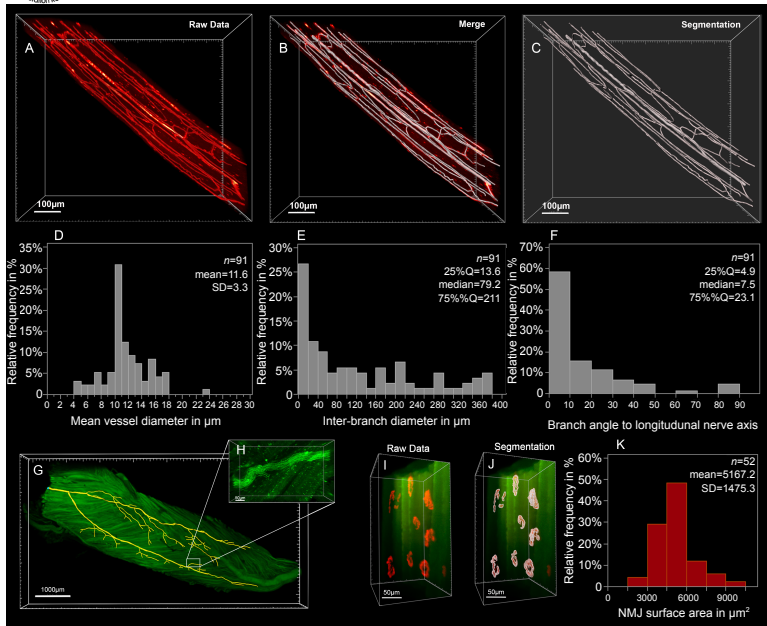 Raw Data
Merge
Segmentation
A
B
C
100µm
100µm
100µm
D
E
F
35%
30%
25%
20%
15%
10%
5%
0%
Relative frequency in %
n=91
mean=11.6
SD=3.3
0 2 4 6 8 10 12 14 16 18 20 22 24 26 28 30
Mean vessel diameter in µm
30%
25%
20%
15%
10%
5%
0%
Relative frequency in %
n=91
25%Q=13.6
median=79.2
75%%Q=211
0 40 80 120 160 200 240 280 320 360 400
Inter-branch diameter in µm
70%
60%
50%
40%
30%
20%
10%
0%
Relative frequency in %
n=91
25%Q=4.9
median=7.5
75%%Q=23.1
0 10 20 30 40 50 60 70 80 90
Branch angle to longitudunal nerve axis
G
H
1000µm
I
J
Raw Data
Segmentation
50µm
50µm
K
60%
50%
40%
30%
20%
10%
0%
Relative frequency in %
n=52
mean=5167.2
SD=1475.3
0 3000 6000 9000
NMJ surface area in µm²